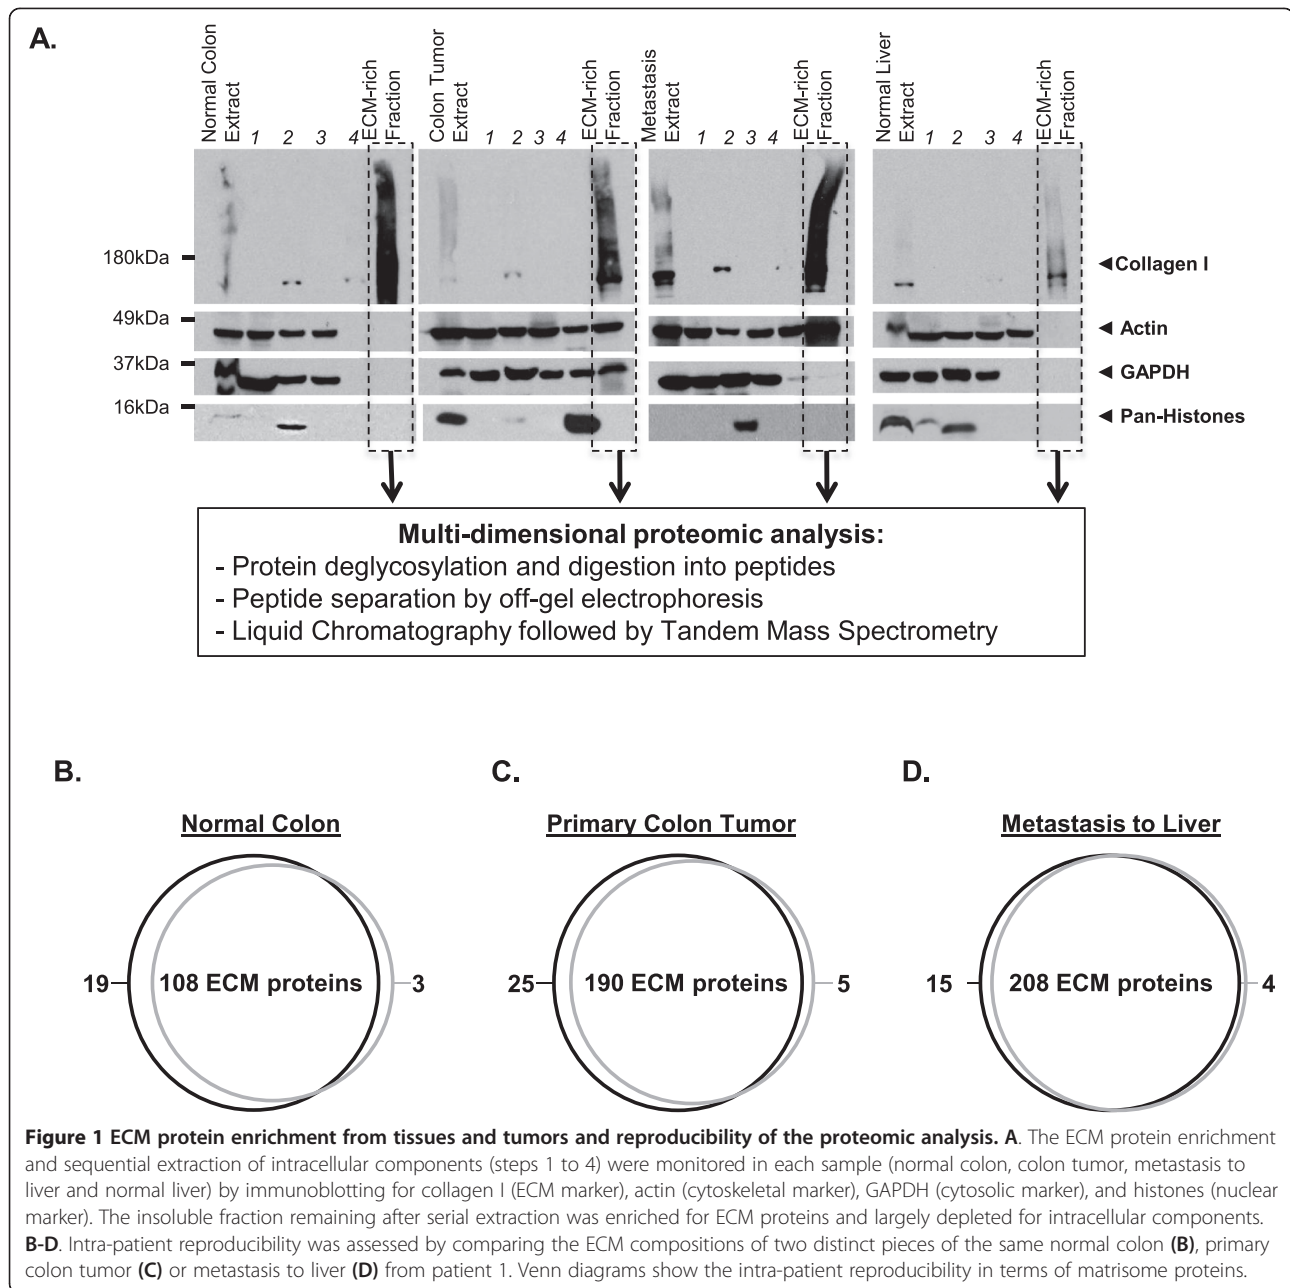 A.
Normal Colon
Extract
1
2
3
4
ECM-rich
Fraction
Colon Tumor
Extract
1
2
3
4
ECM-rich
Fraction
Metastasis
Extract
1
2
3
4
ECM-rich
Fraction
Normal Liver
Extract
1
2
3
4
ECM-rich
Fraction
180kDa
Collagen I
49kDa
Actin
37kDa
GAPDH
16kDa
Pan-Histones
Multi-dimensional proteomic analysis:
- Protein deglycosylation and digestion into peptides
- Peptide separation by off-gel electrophoresis
- Liquid Chromatography followed by Tandem Mass Spectrometry
B.
Normal Colon
19
108 ECM proteins
3
C.
Primary Colon Tumor
25
190 ECM proteins
5
D.
Metastasis to Liver
15
208 ECM proteins
4
Figure 1 ECM protein enrichment from tissues and tumors and reproducibility of the proteomic analysis. A. The ECM protein enrichment
and sequential extraction of intracellular components (steps 1 to 4) were monitored in each sample (normal colon, colon tumor, metastasis to
liver and normal liver) by immunoblotting for collagen I (ECM marker), actin (cytoskeletal marker), GAPDH (cytosolic marker), and histones (nuclear
marker). The insoluble fraction remaining after serial extraction was enriched for ECM proteins and largely depleted for intracellular components.
B-D. Intra-patient reproducibility was assessed by comparing the ECM compositions of two distinct pieces of the same normal colon (B), primary
colon tumor (C) or metastasis to liver (D) from patient 1. Venn diagrams show the intra-patient reproducibility in terms of matrisome proteins.